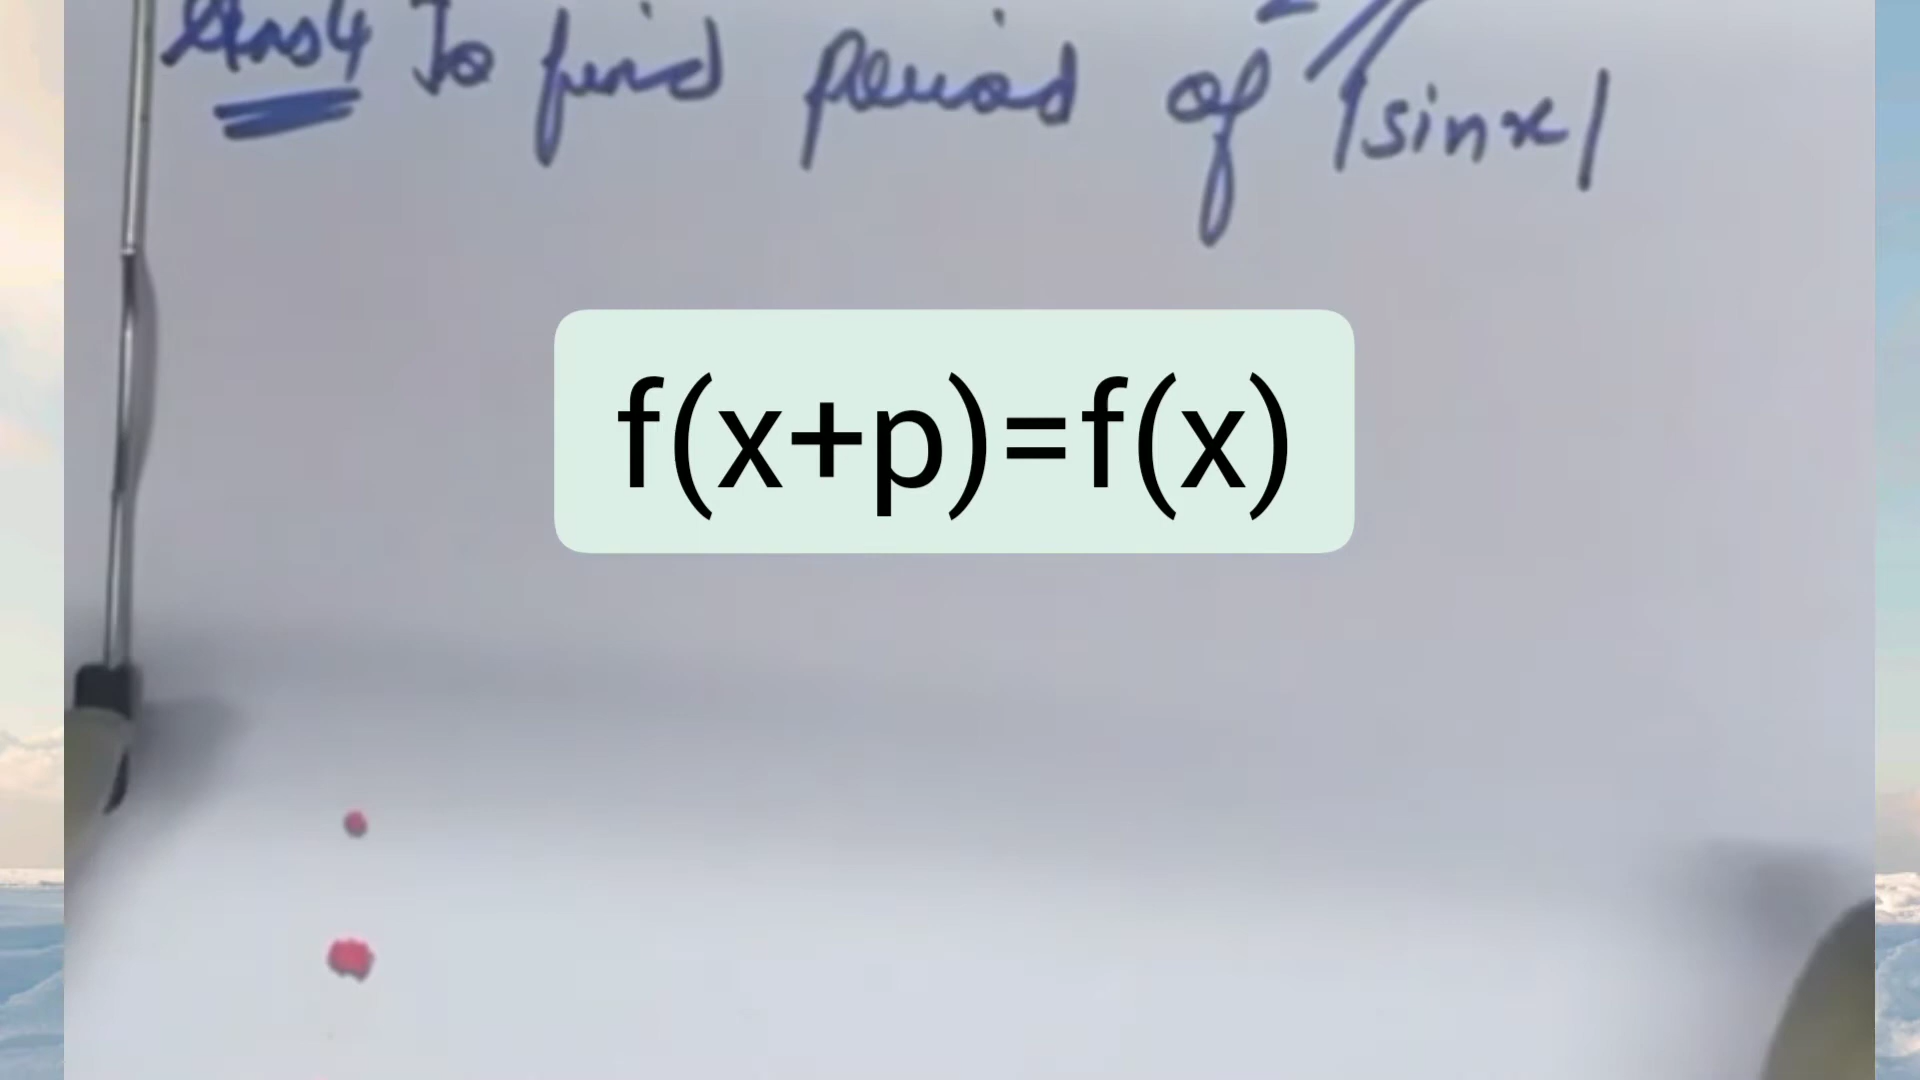 Ans4 To find period of |sinx|
f(x+p)=f(x)